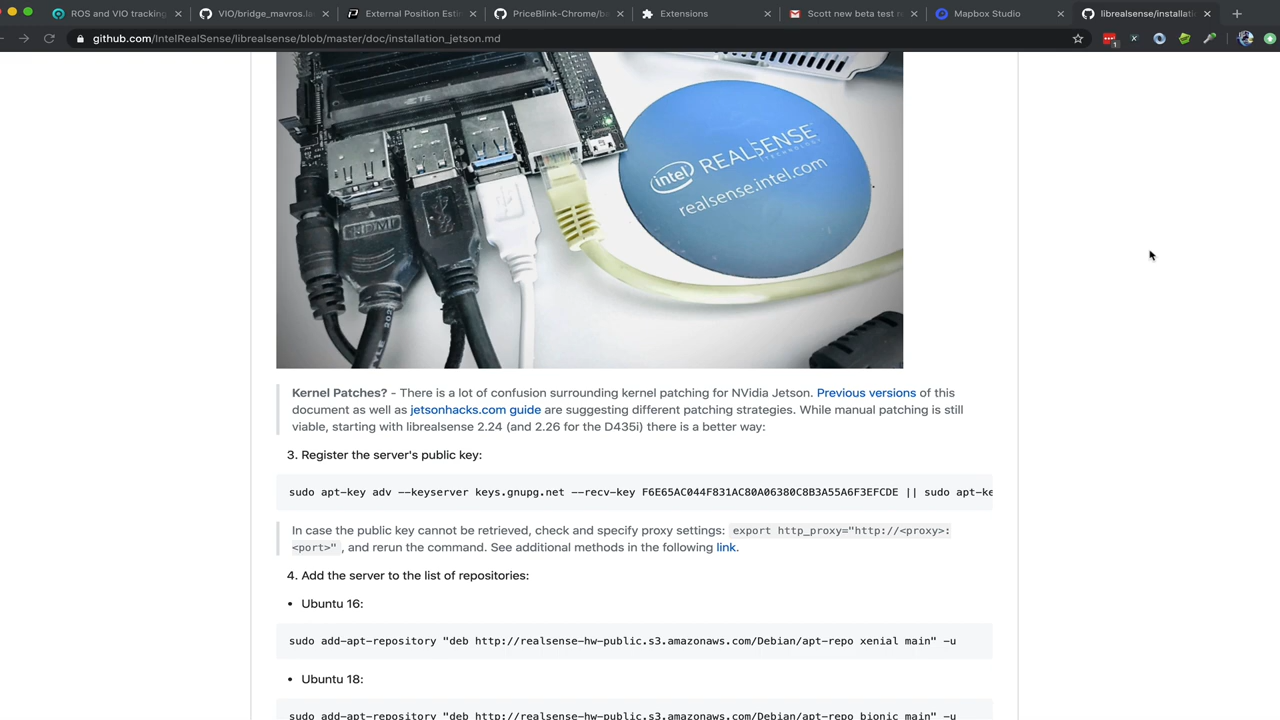 ROS and VIO tracking
VIO/bridge_mavros.la
External Position Esti
PriceBlink-Chrome/b
Extensions
Scott new beta test r
Mapbox Studio
librealsense/installati
github.com/IntelRealSense/librealsense/blob/master/doc/installation_jetson.md
1
HDMI
intel REALSENSE
TECHNOLOGY
realsense.intel.com
Kernel Patches? - There is a lot of confusion surrounding kernel patching for NVidia Jetson. Previous versions of this
document as well as jetsonhacks.com guide are suggesting different patching strategies. While manual patching is still
viable, starting with librealsense 2.24 (and 2.26 for the D435i) there is a better way:
3. Register the server's public key:
sudo apt-key adv --keyserver keys.gnupg.net --recv-key F6E65AC044F831AC80A06380C8B3A55A6F3EFCDE || sudo apt-ke
In case the public key cannot be retrieved, check and specify proxy settings: export http_proxy="http://<proxy>:
<port>" , and rerun the command. See additional methods in the following link.
4. Add the server to the list of repositories:
• Ubuntu 16:
sudo add-apt-repository "deb http://realsense-hw-public.s3.amazonaws.com/Debian/apt-repo xenial main" -u
• Ubuntu 18:
sudo add-apt-repository "deb http://realsense-hw-public.s3.amazonaws.com/Debian/apt-repo bionic main" -u